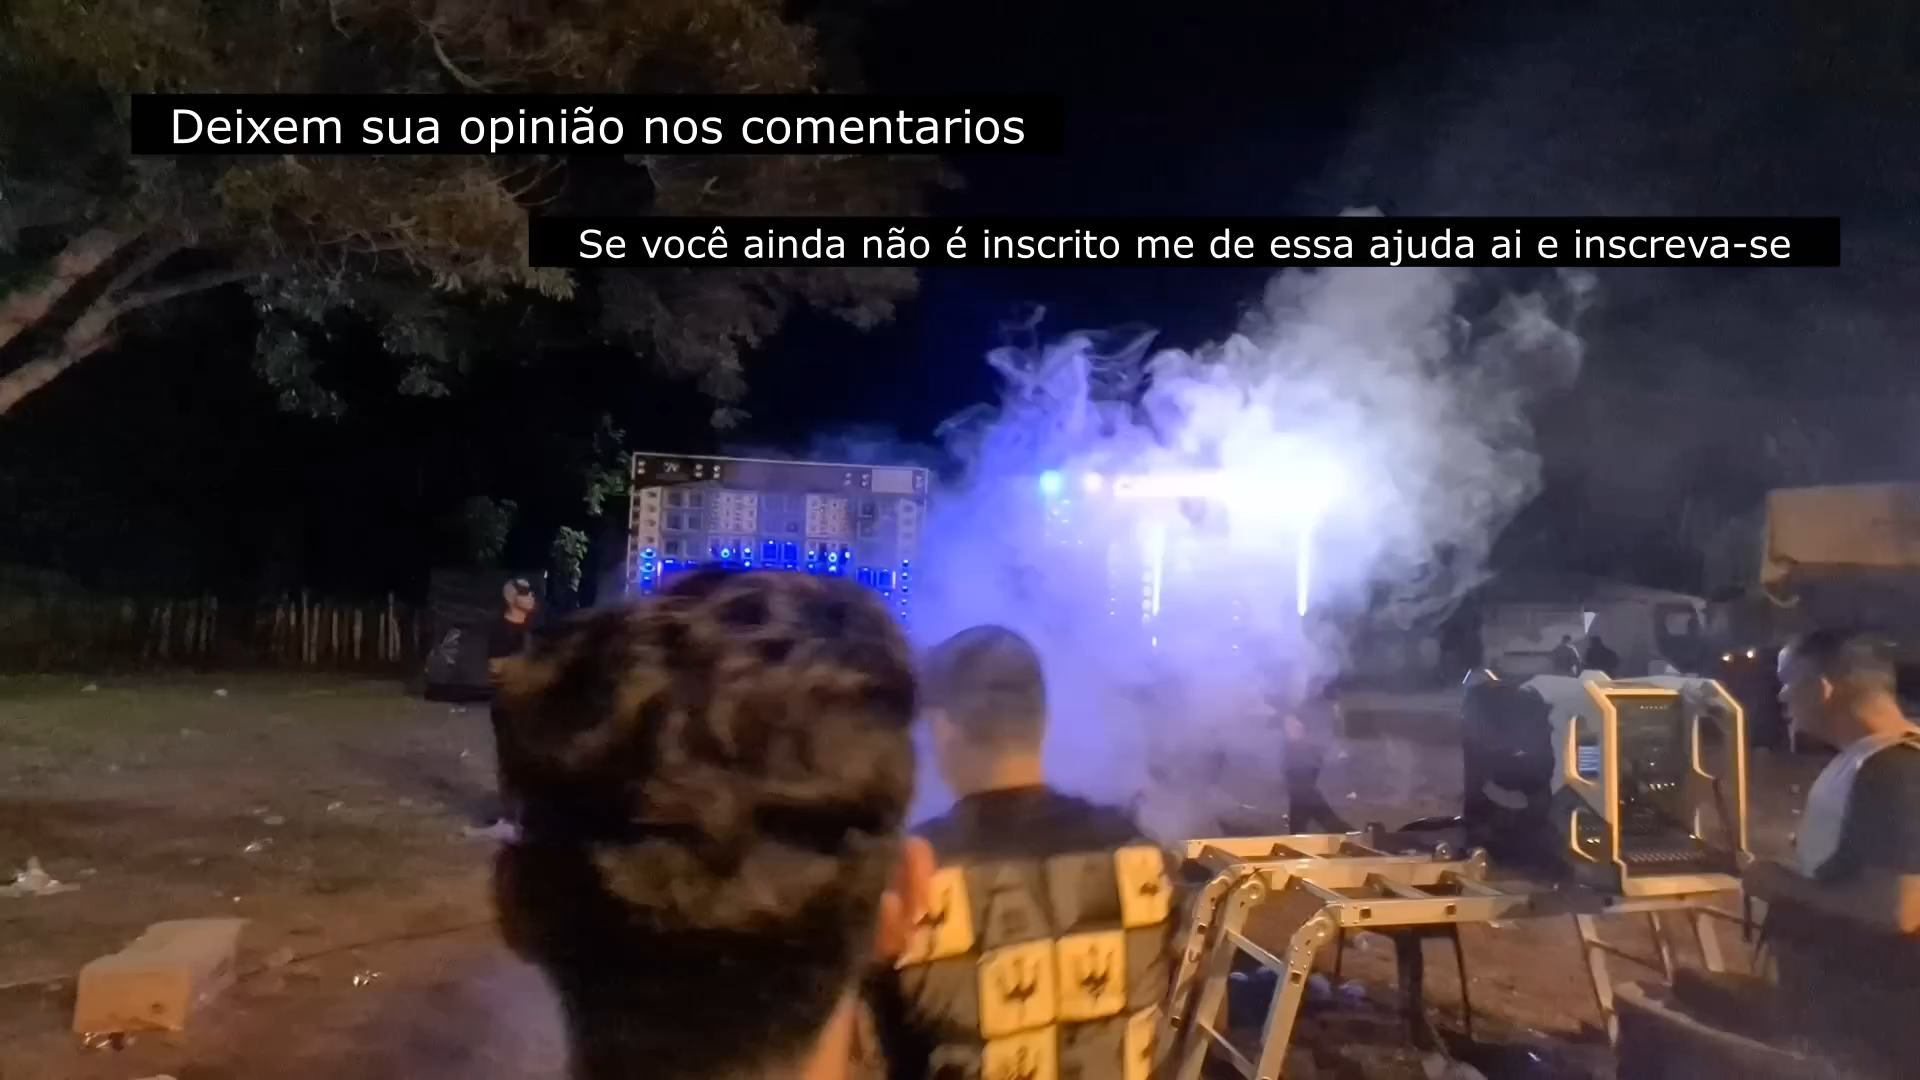 Deixem sua opinião nos comentarios
Se você ainda não é inscrito me de essa ajuda ai e inscreva-se